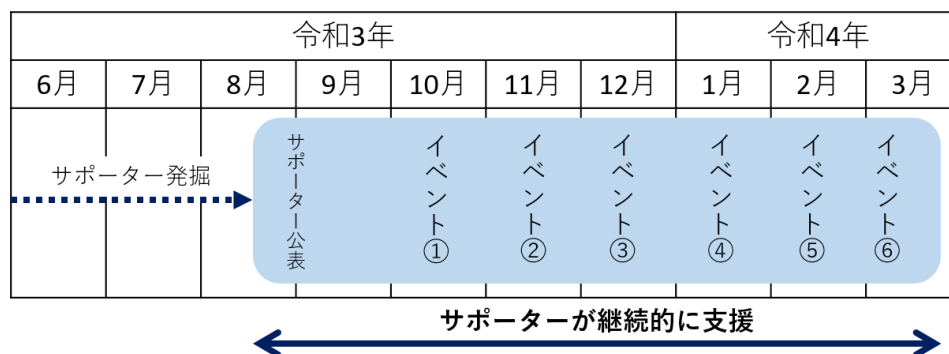 令和3年 令和4年
6月 7月 8月 9月 10月 11月 12月 1月 2月 3月
サポーター発掘
サポーター公表
イベント①
イベント②
イベント③
イベント④
イベント⑤
イベント⑥
サポーターが継続的に支援